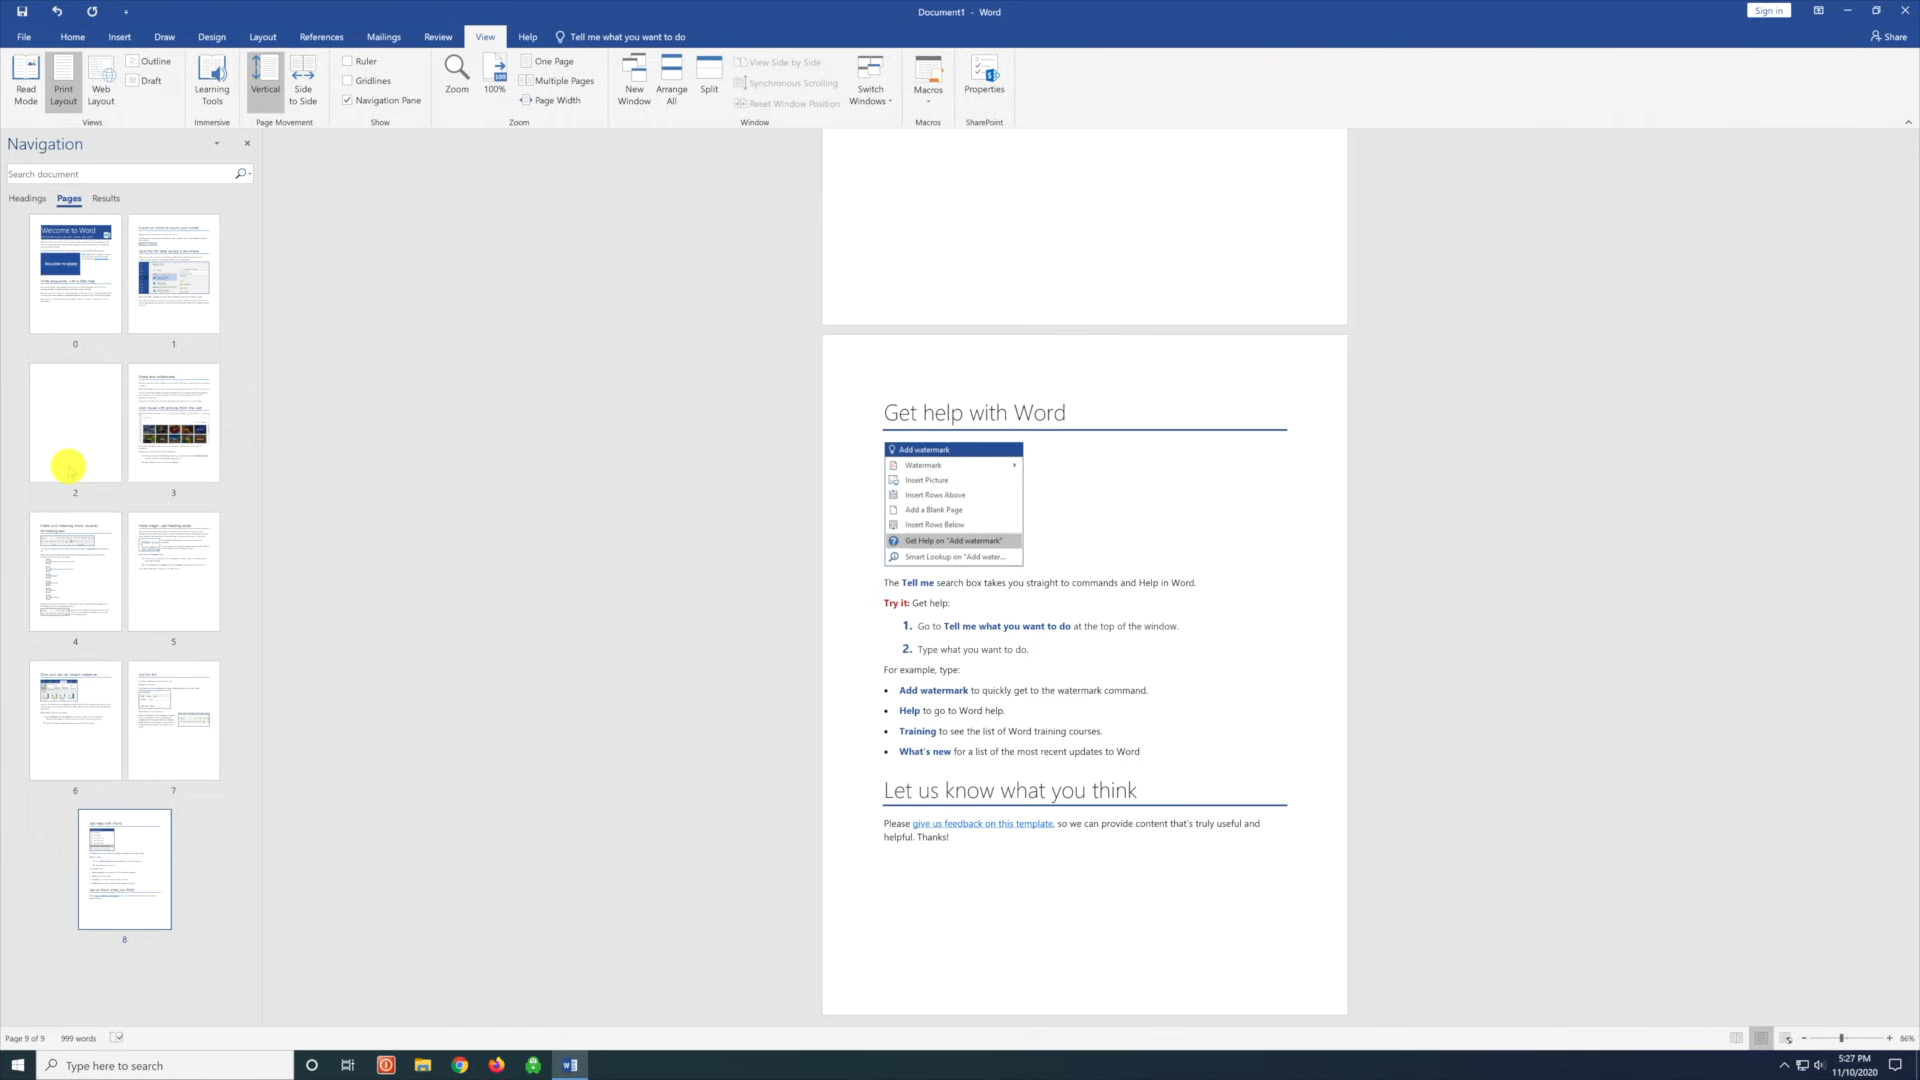 Document1 - Word
Sign in
File Home Insert Draw Design Layout References Mailings Review View Help Tell me what you want to do
Share
Read Mode
Print Layout
Web Layout
Outline
Draft
Views
Learning Tools
Immersive
Vertical
Side to Side
Page Movement
Ruler
Gridlines
Navigation Pane
Show
Zoom
100
100%
One Page
Multiple Pages
Page Width
Zoom
New Window
Arrange All
Split
View Side by Side
Synchronous Scrolling
Reset Window Position
Switch Windows
Window
Macros
Macros
Properties
SharePoint
Navigation
Search document
Headings Pages Results
Welcome to Word
0 1
2 3
4 5
6 7
Get help with Word
8
Get help with Word
Add watermark
Watermark
Insert Picture
Insert Rows Above
Add a Blank Page
Insert Rows Below
Get Help on "Add watermark"
Smart Lookup on "Add water...
The Tell me search box takes you straight to commands and Help in Word.
Try it: Get help:
1. Go to Tell me what you want to do at the top of the window.
2. Type what you want to do.
For example, type:
• Add watermark to quickly get to the watermark command.
• Help to go to Word help.
• Training to see the list of Word training courses.
• What's new for a list of the most recent updates to Word
Let us know what you think
Please give us feedback on this template, so we can provide content that's truly useful and
helpful. Thanks!
Page 9 of 9 999 words
86%
Type here to search
5:27 PM
11/10/2020